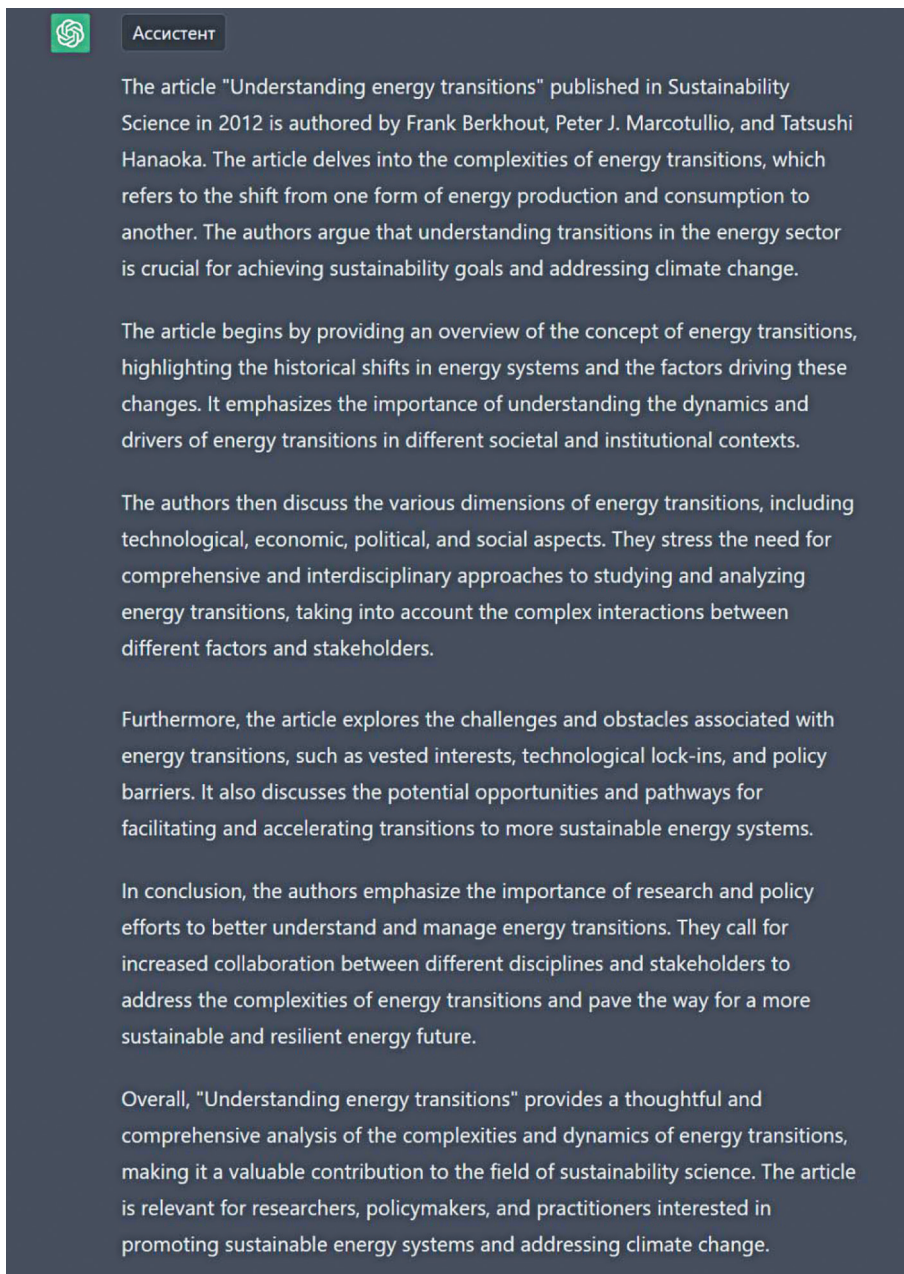 Ассистент
The article "Understanding energy transitions" published in Sustainability
Science in 2012 is authored by Frank Berkhout, Peter J. Marcotullio, and Tatsushi
Hanaoka. The article delves into the complexities of energy transitions, which
refers to the shift from one form of energy production and consumption to
another. The authors argue that understanding transitions in the energy sector
is crucial for achieving sustainability goals and addressing climate change.
The article begins by providing an overview of the concept of energy transitions,
highlighting the historical shifts in energy systems and the factors driving these
changes. It emphasizes the importance of understanding the dynamics and
drivers of energy transitions in different societal and institutional contexts.
The authors then discuss the various dimensions of energy transitions, including
technological, economic, political, and social aspects. They stress the need for
comprehensive and interdisciplinary approaches to studying and analyzing
energy transitions, taking into account the complex interactions between
different factors and stakeholders.
Furthermore, the article explores the challenges and obstacles associated with
energy transitions, such as vested interests, technological lock-ins, and policy
barriers. It also discusses the potential opportunities and pathways for
facilitating and accelerating transitions to more sustainable energy systems.
In conclusion, the authors emphasize the importance of research and policy
efforts to better understand and manage energy transitions. They call for
increased collaboration between different disciplines and stakeholders to
address the complexities of energy transitions and pave the way for a more
sustainable and resilient energy future.
Overall, "Understanding energy transitions" provides a thoughtful and
comprehensive analysis of the complexities and dynamics of energy transitions,
making it a valuable contribution to the field of sustainability science. The article
is relevant for researchers, policymakers, and practitioners interested in
promoting sustainable energy systems and addressing climate change.